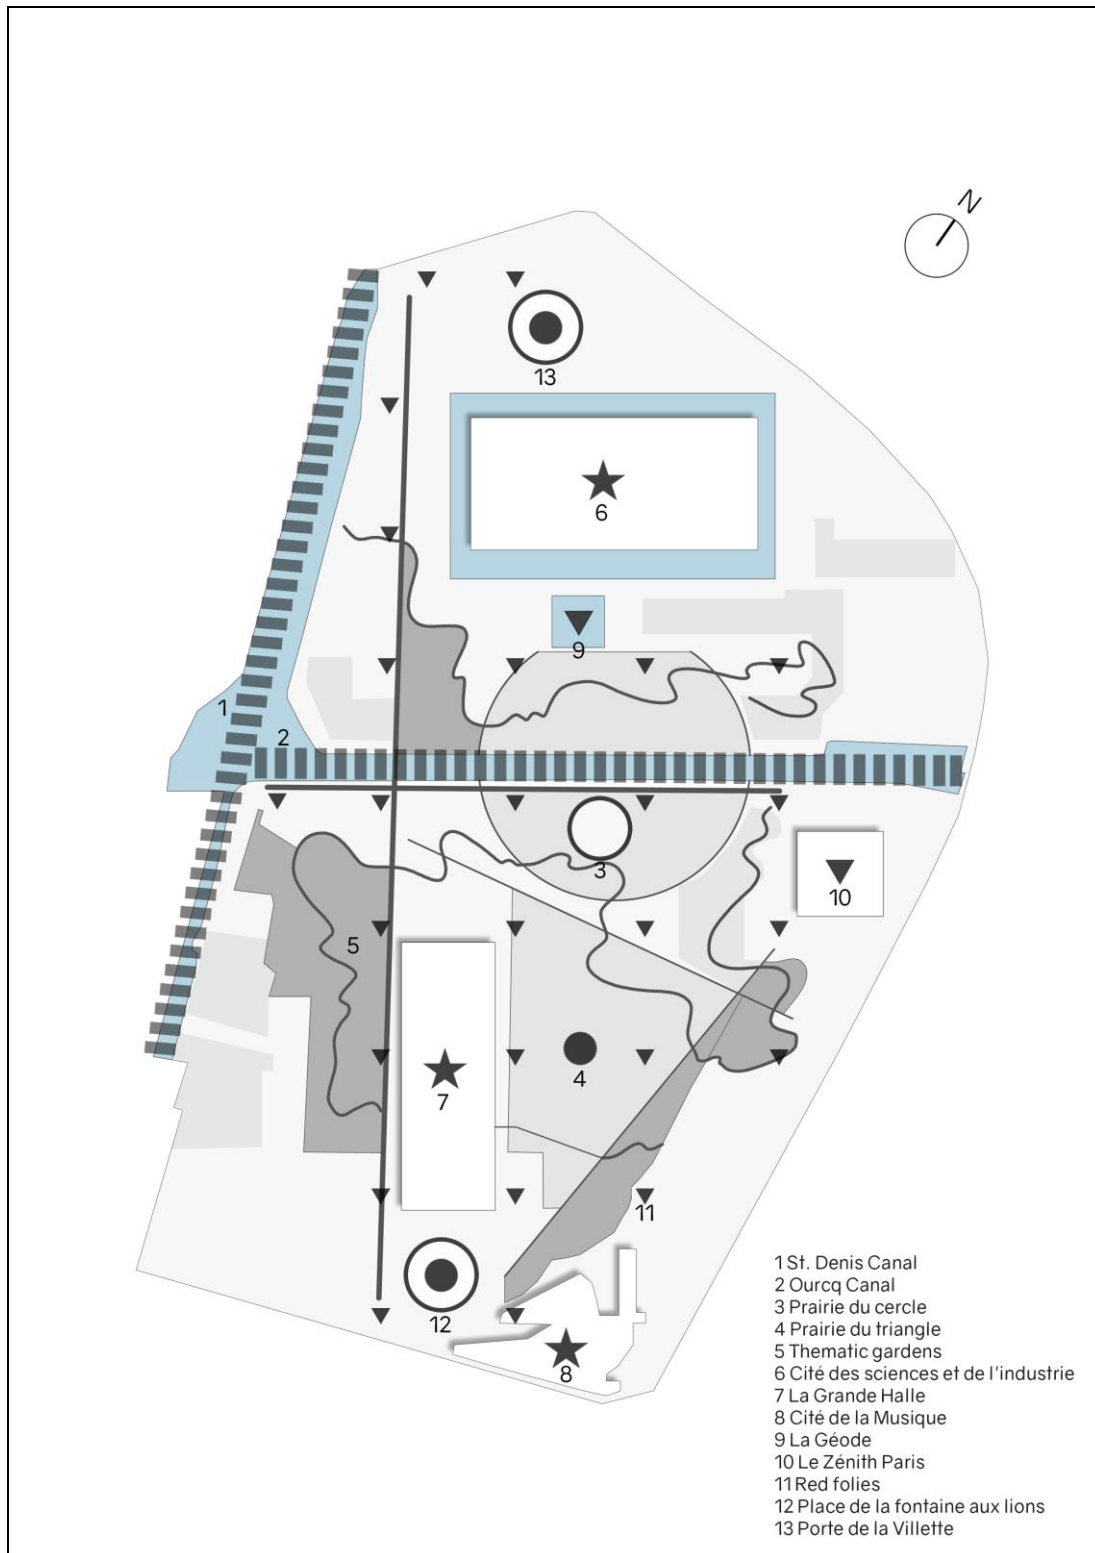 N
13
6
9
1
2
3
10
5
4
7
11
12
8
1 St. Denis Canal
2 Ourcq Canal
3 Prairie du cercle
4 Prairie du triangle
5 Thematic gardens
6 Cité des sciences et de l'industrie
7 La Grande Halle
8 Cité de la Musique
9 La Géode
10 Le Zénith Paris
11 Red folies
12 Place de la fontaine aux lions
13 Porte de la Villette